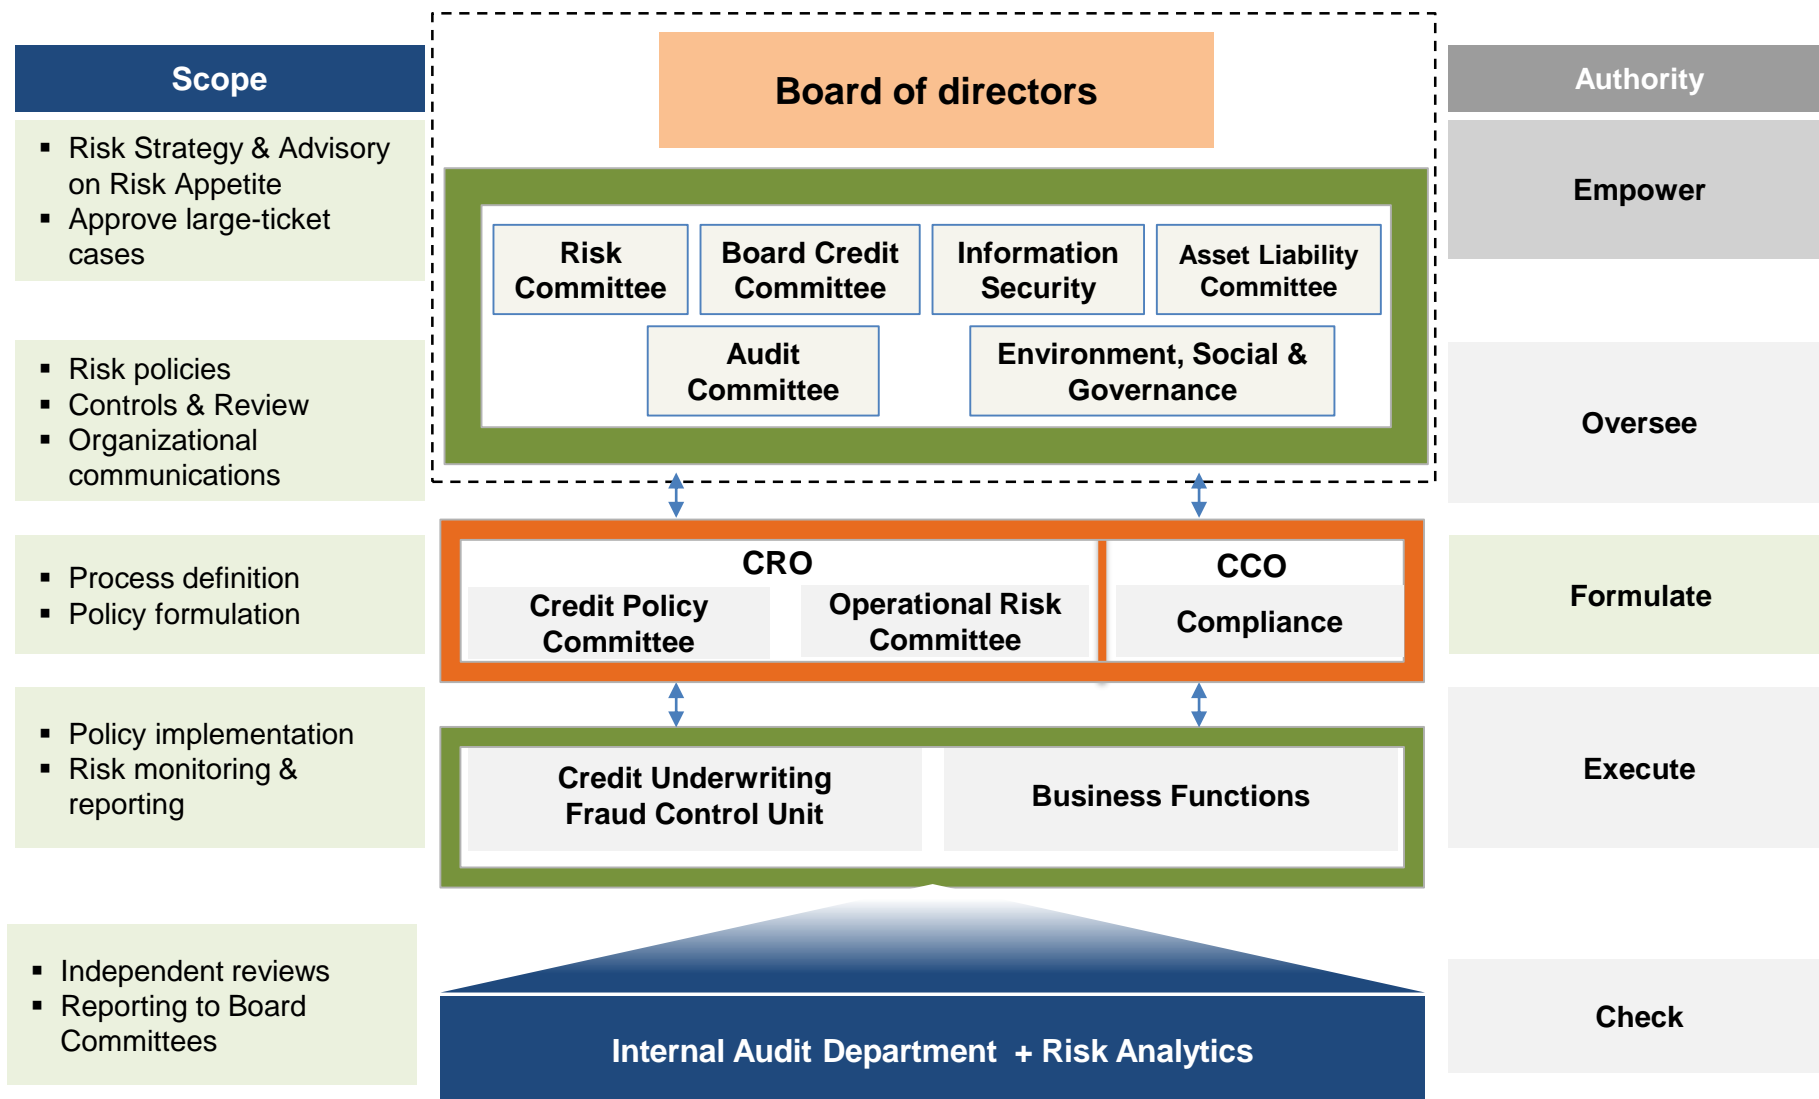 Scope
▪ Risk Strategy & Advisory
on Risk Appetite
▪ Approve large-ticket
cases
▪ Risk policies
▪ Controls & Review
▪ Organizational
communications
▪ Process definition
▪ Policy formulation
▪ Policy implementation
▪ Risk monitoring &
reporting
▪ Independent reviews
▪ Reporting to Board
Committees
Board of directors
Risk
Committee
Board Credit
Committee
Information
Security
Asset Liability
Committee
Audit
Committee
Environment, Social &
Governance
CRO
Credit Policy
Committee
Operational Risk
Committee
CCO
Compliance
Credit Underwriting
Fraud Control Unit
Business Functions
Internal Audit Department + Risk Analytics
Authority
Empower
Oversee
Formulate
Execute
Check